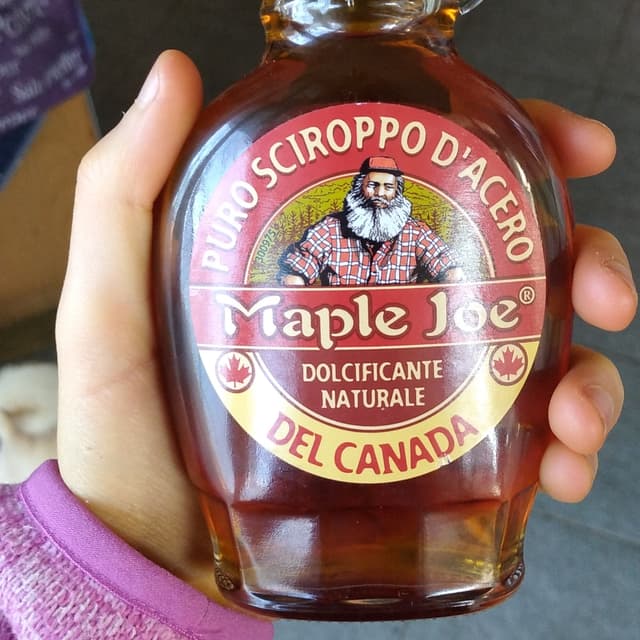 PURO SCIROPPO D'ACERO
Maple Joe®
DOLCIFICANTE
NATURALE
DEL CANADA